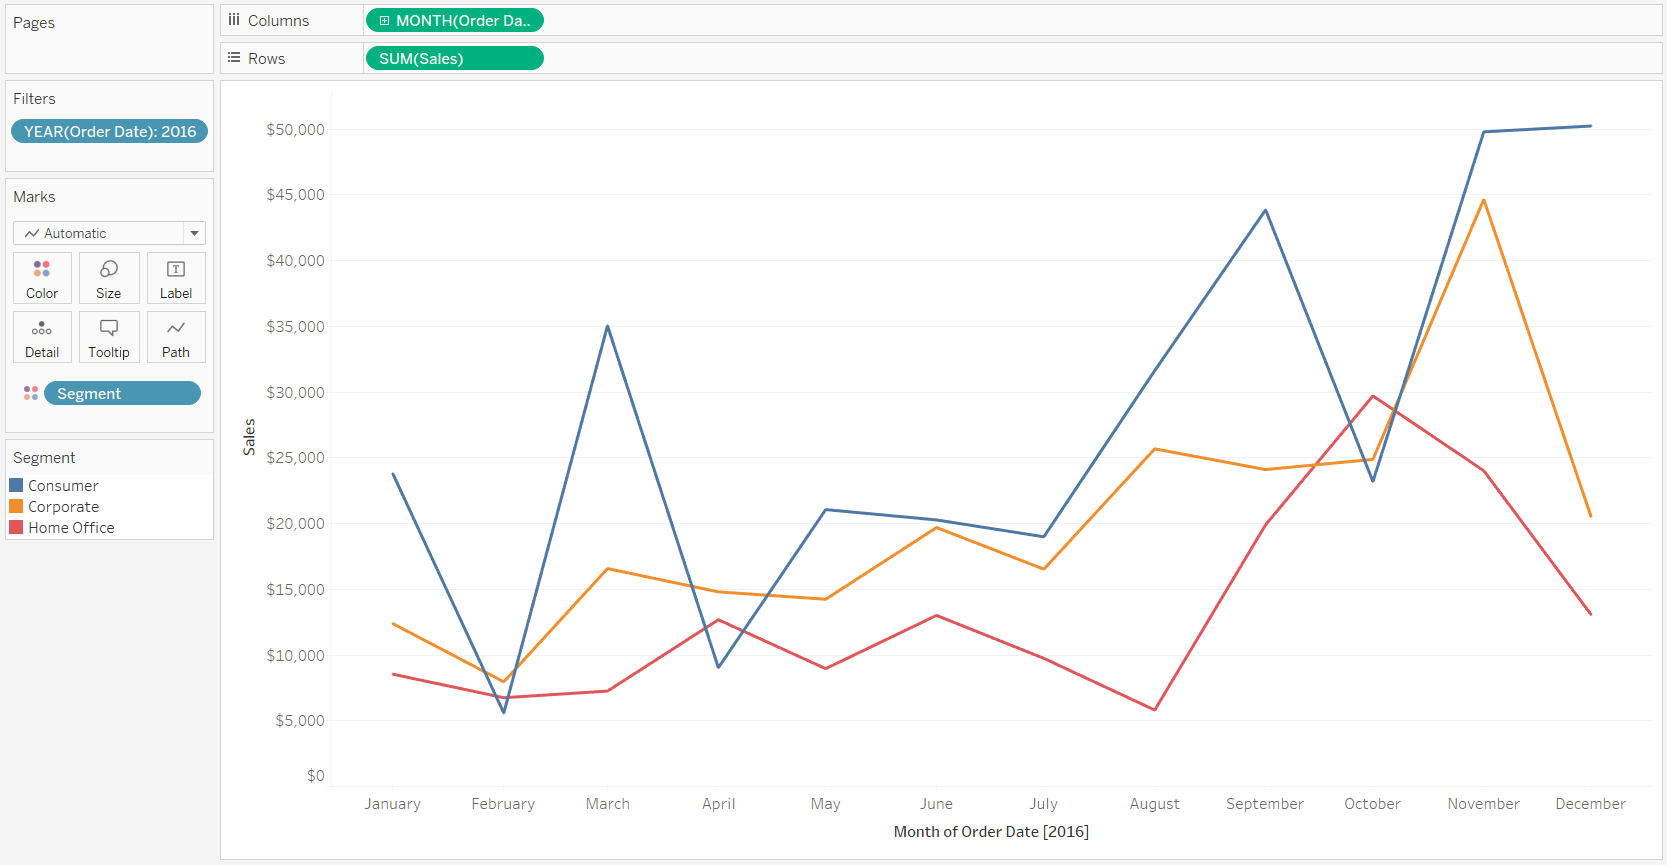 Pages
Columns
MONTH(Order Da..
Rows
SUM(Sales)
Filters
YEAR(Order Date): 2016
Marks
Automatic
Color
Size
T
Label
Detail
Tooltip
Path
Segment
Segment
Consumer
Corporate
Home Office
Sales
$50,000
$45,000
$40,000
$35,000
$30,000
$25,000
$20,000
$15,000
$10,000
$5,000
$0
January February March April May June July August September October November December
Month of Order Date [2016]